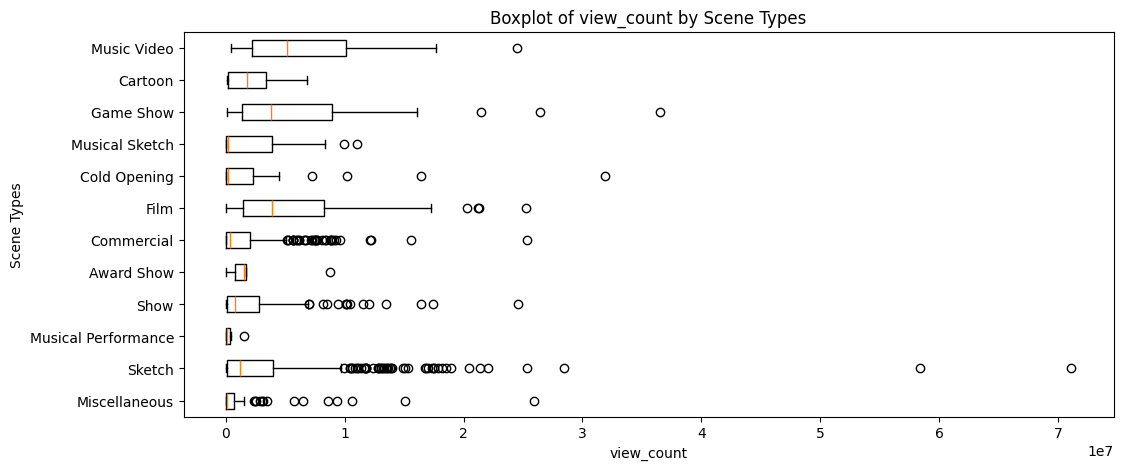 Boxplot of view_count by Scene Types
Music Video
Cartoon
Game Show
Musical Sketch
Cold Opening
Film
Commercial
Award Show
Show
Musical Performance
Sketch
Miscellaneous
Scene Types
0 1 2 3 4 5 6 7
1e7
view_count